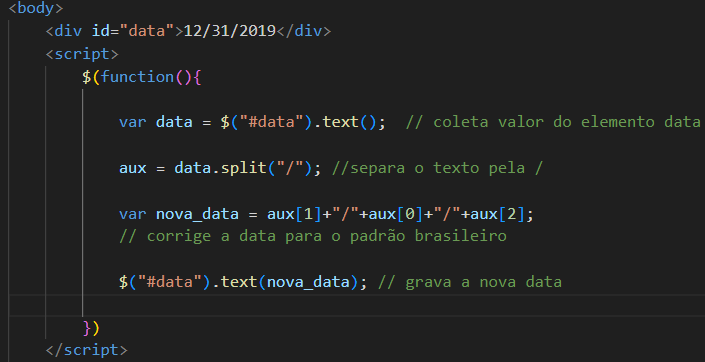 <body>
<div id="data">12/31/2019</div>
<script>
$(function(){
var data = $("#data").text();  // coleta valor do elemento data
aux = data.split("/"); //separa o texto pela /
var nova_data = aux[1]+"/"+aux[0]+"/"+aux[2];
// corrige a data para o padrão brasileiro
$("#data").text(nova_data); // grava a nova data
})
</script>